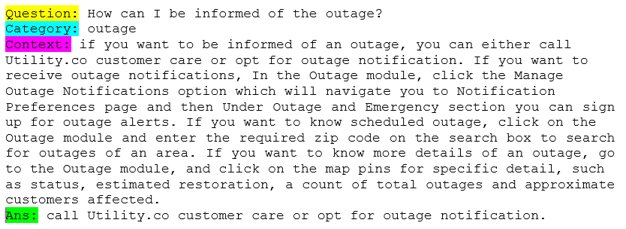 Question: How can I be informed of the outage?
Category: outage
Context: if you want to be informed of an outage, you can either call
Utility.co customer care or opt for outage notification. If you want to
receive outage notifications, In the Outage module, click the Manage
Outage Notifications option which will navigate you to Notification
Preferences page and then Under Outage and Emergency section you can sign
up for outage alerts. If you want to know scheduled outage, click on the
Outage module and enter the required zip code on the search box to search
for outages of an area. If you want to know more details of an outage, go
to the Outage module, and click on the map pins for specific detail, such
as status, estimated restoration, a count of total outages and approximate
customers affected.
Ans: call Utility.co customer care or opt for outage notification.